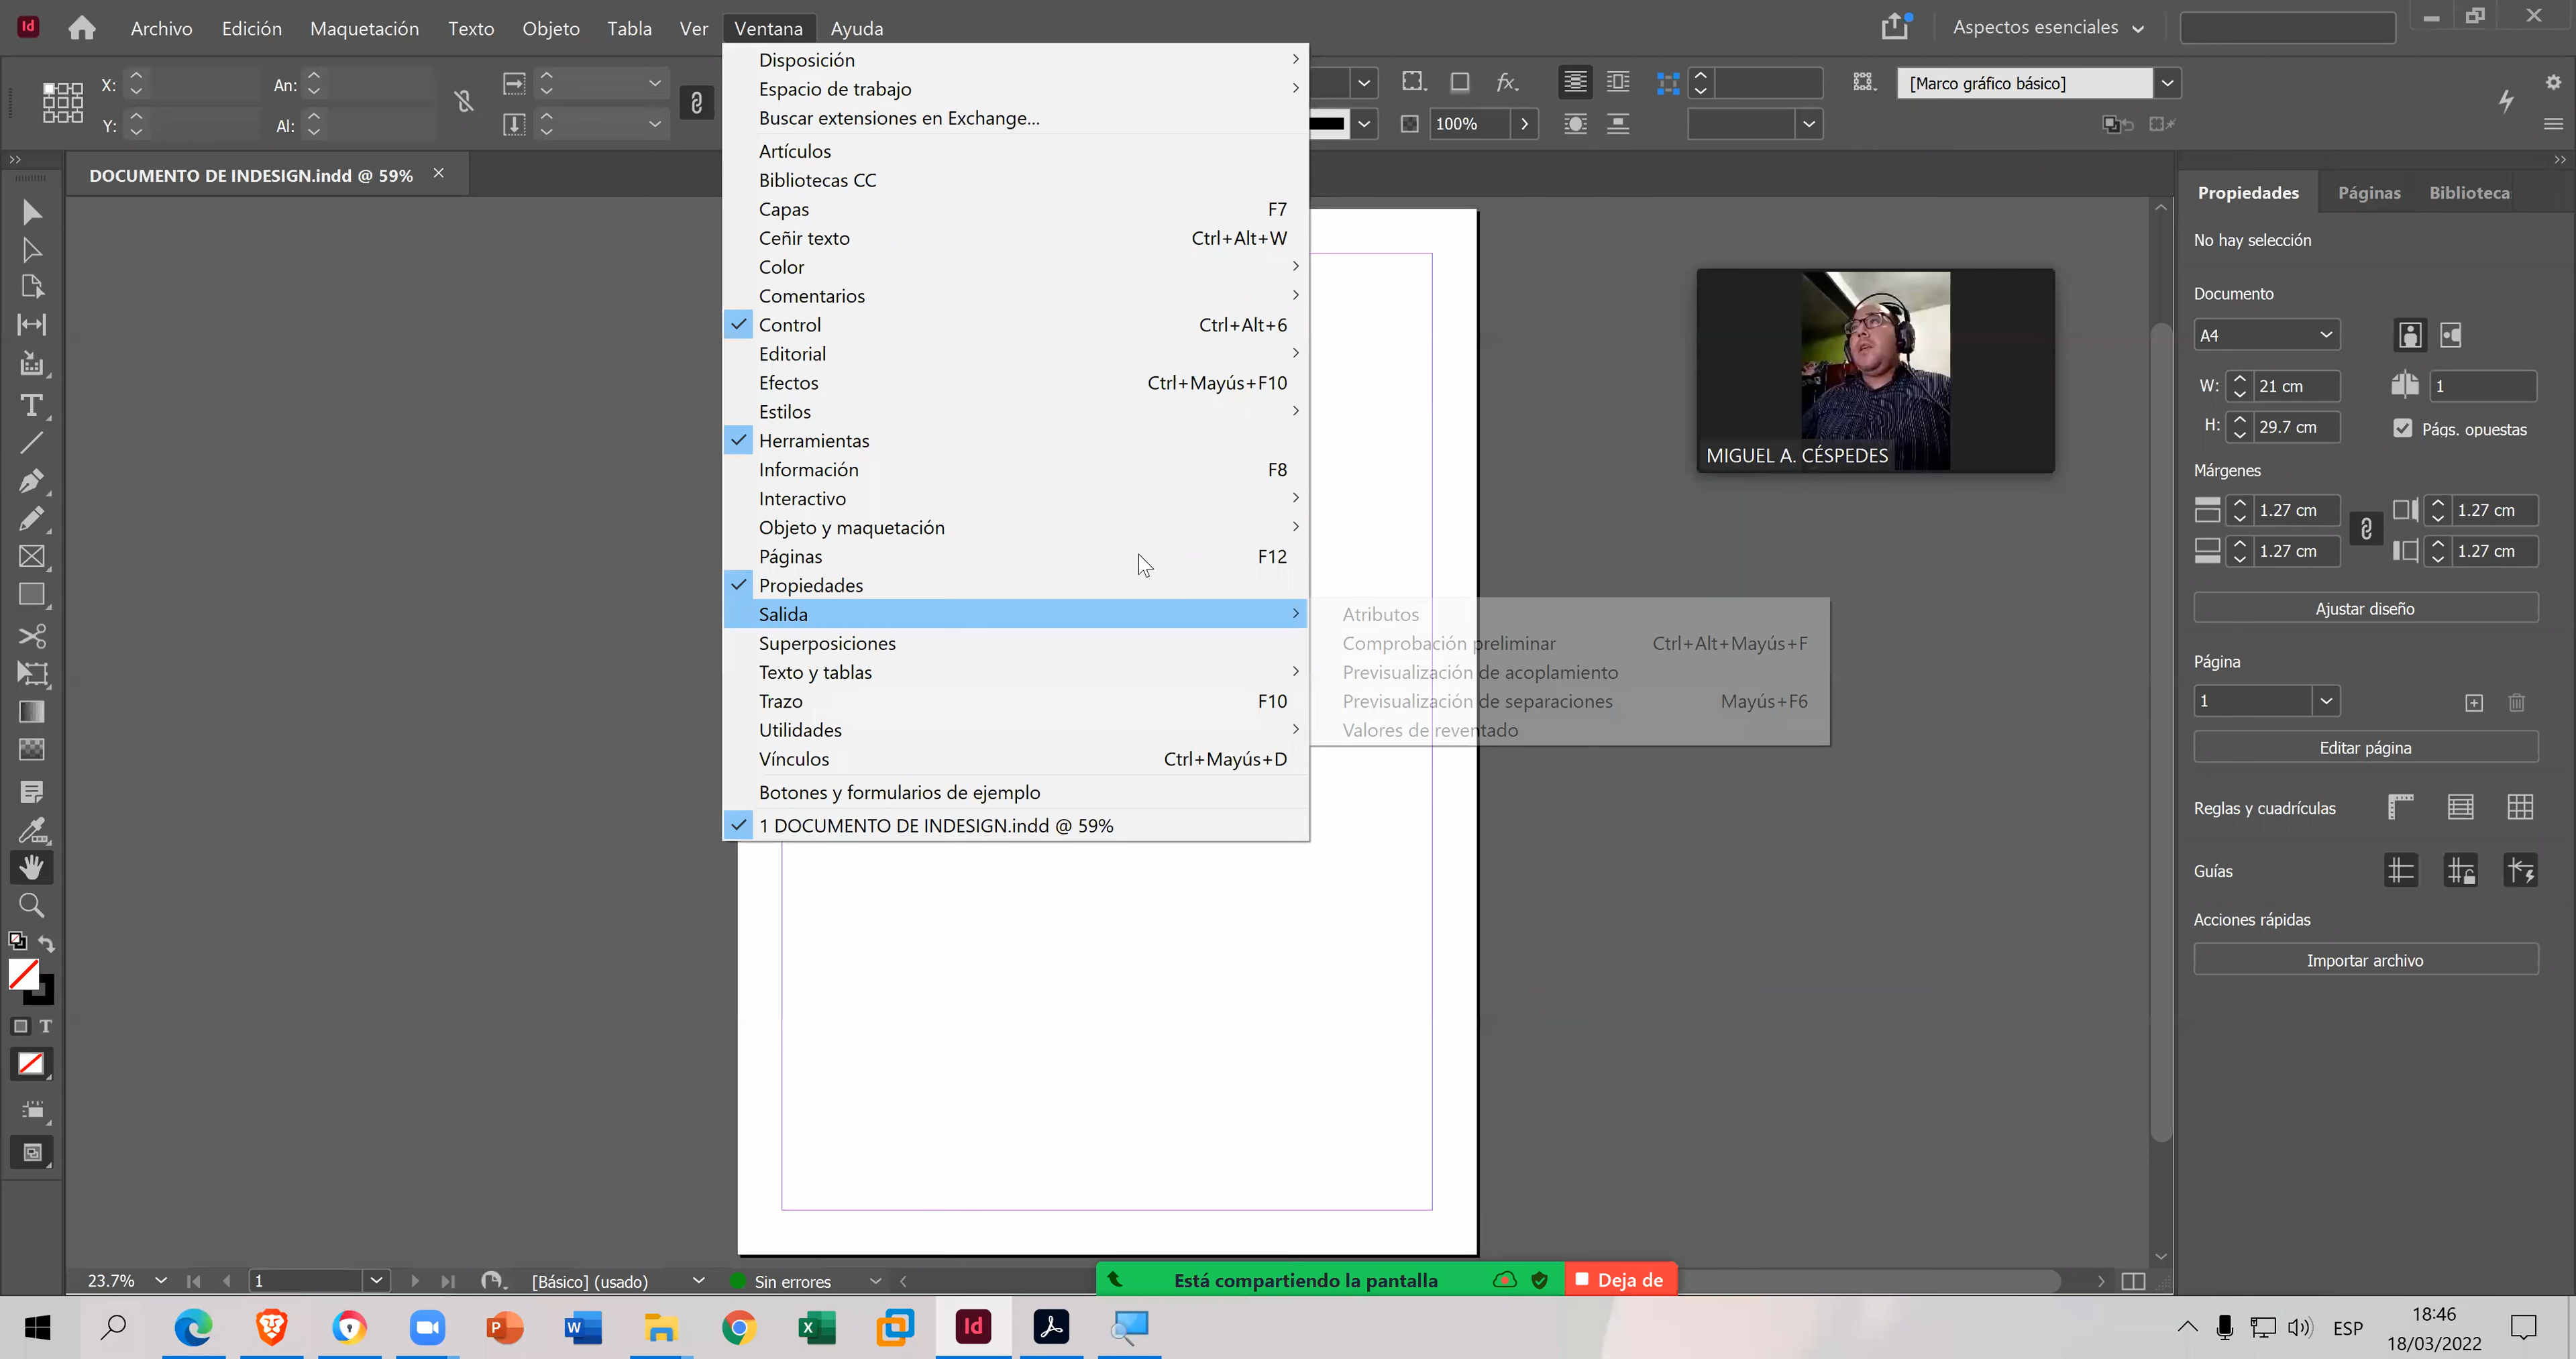 Id
Archivo Edición Maquetación Texto Objeto Tabla Ver Ventana Ayuda
Aspectos esenciales
X:
An:
Y:
Al:
fx.
100%
[Marco gráfico básico]
DOCUMENTO DE INDESIGN.indd @ 59%
Disposición
Espacio de trabajo
Buscar extensiones en Exchange...
Artículos
Bibliotecas CC
Capas F7
Ceñir texto Ctrl+Alt+W
Color
Comentarios
Control Ctrl+Alt+6
Editorial
Efectos Ctrl+Mayús+F10
Estilos
Herramientas
Información F8
Interactivo
Objeto y maquetación
Páginas F12
Propiedades
Salida
Superposiciones
Texto y tablas
Trazo F10
Utilidades
Vínculos Ctrl+Mayús+D
Botones y formularios de ejemplo
1 DOCUMENTO DE INDESIGN.indd @ 59%
Atributos
Comprobación preliminar Ctrl+Alt+Mayús+F
Previsualización de acoplamiento
Previsualización de separaciones Mayús+F6
Valores de reventado
MIGUEL A. CÉSPEDES
Propiedades Páginas Biblioteca
No hay selección
Documento
A4
W: 21 cm 1
H: 29.7 cm Págs. opuestas
Márgenes
1.27 cm 1.27 cm
1.27 cm 1.27 cm
Ajustar diseño
Página
1
Editar página
Reglas y cuadrículas
Guías
Acciones rápidas
Importar archivo
23.7% 1 [Básico] (usado) Sin errores
Está compartiendo la pantalla Deja de
Id
ESP
18:46
18/03/2022